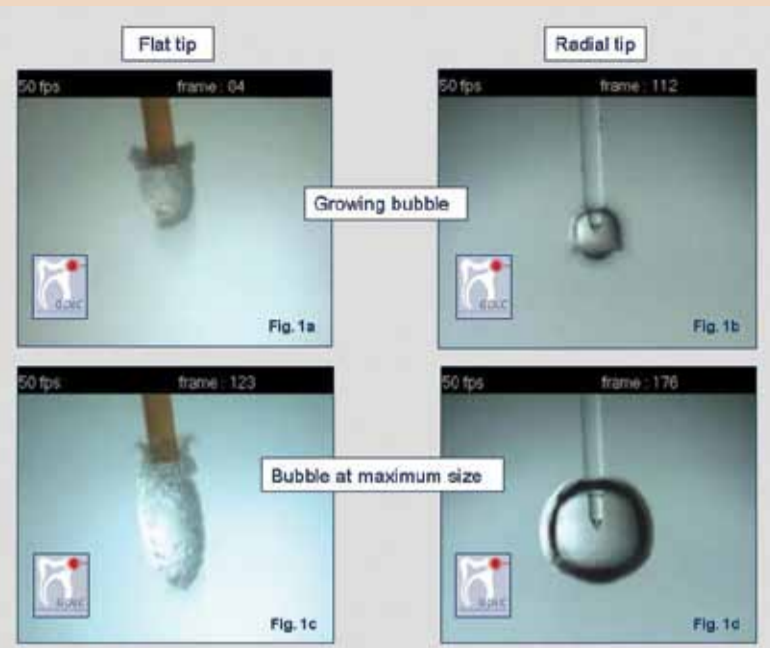 Flat tip
Radial tip
50 fps frame : 04
50 fps frame : 112
Growing bubble
Fig. 1a
Fig. 1b
50 fps frame : 123
50 fps frame : 176
Bubble at maximum size
Fig. 1c
Fig. 1d